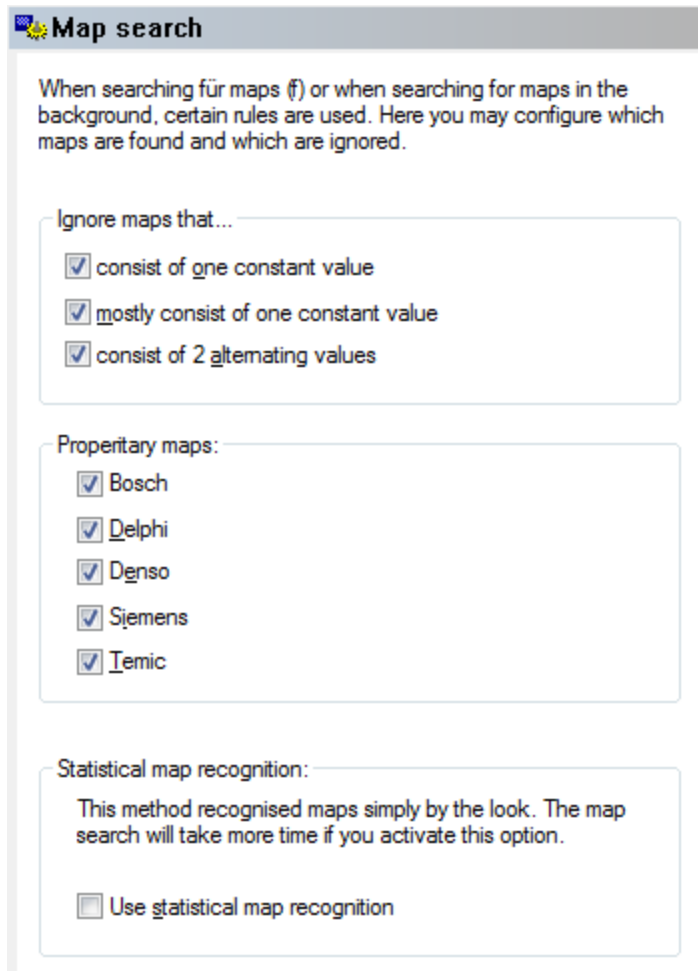 Map search
When searching für maps (f) or when searching for maps in the
background, certain rules are used. Here you may configure which
maps are found and which are ignored.
Ignore maps that...
consist of one constant value
mostly consist of one constant value
consist of 2 alternating values
Properitary maps:
Bosch
Delphi
Denso
Siemens
Temic
Statistical map recognition:
This method recognised maps simply by the look. The map
search will take more time if you activate this option.
Use statistical map recognition